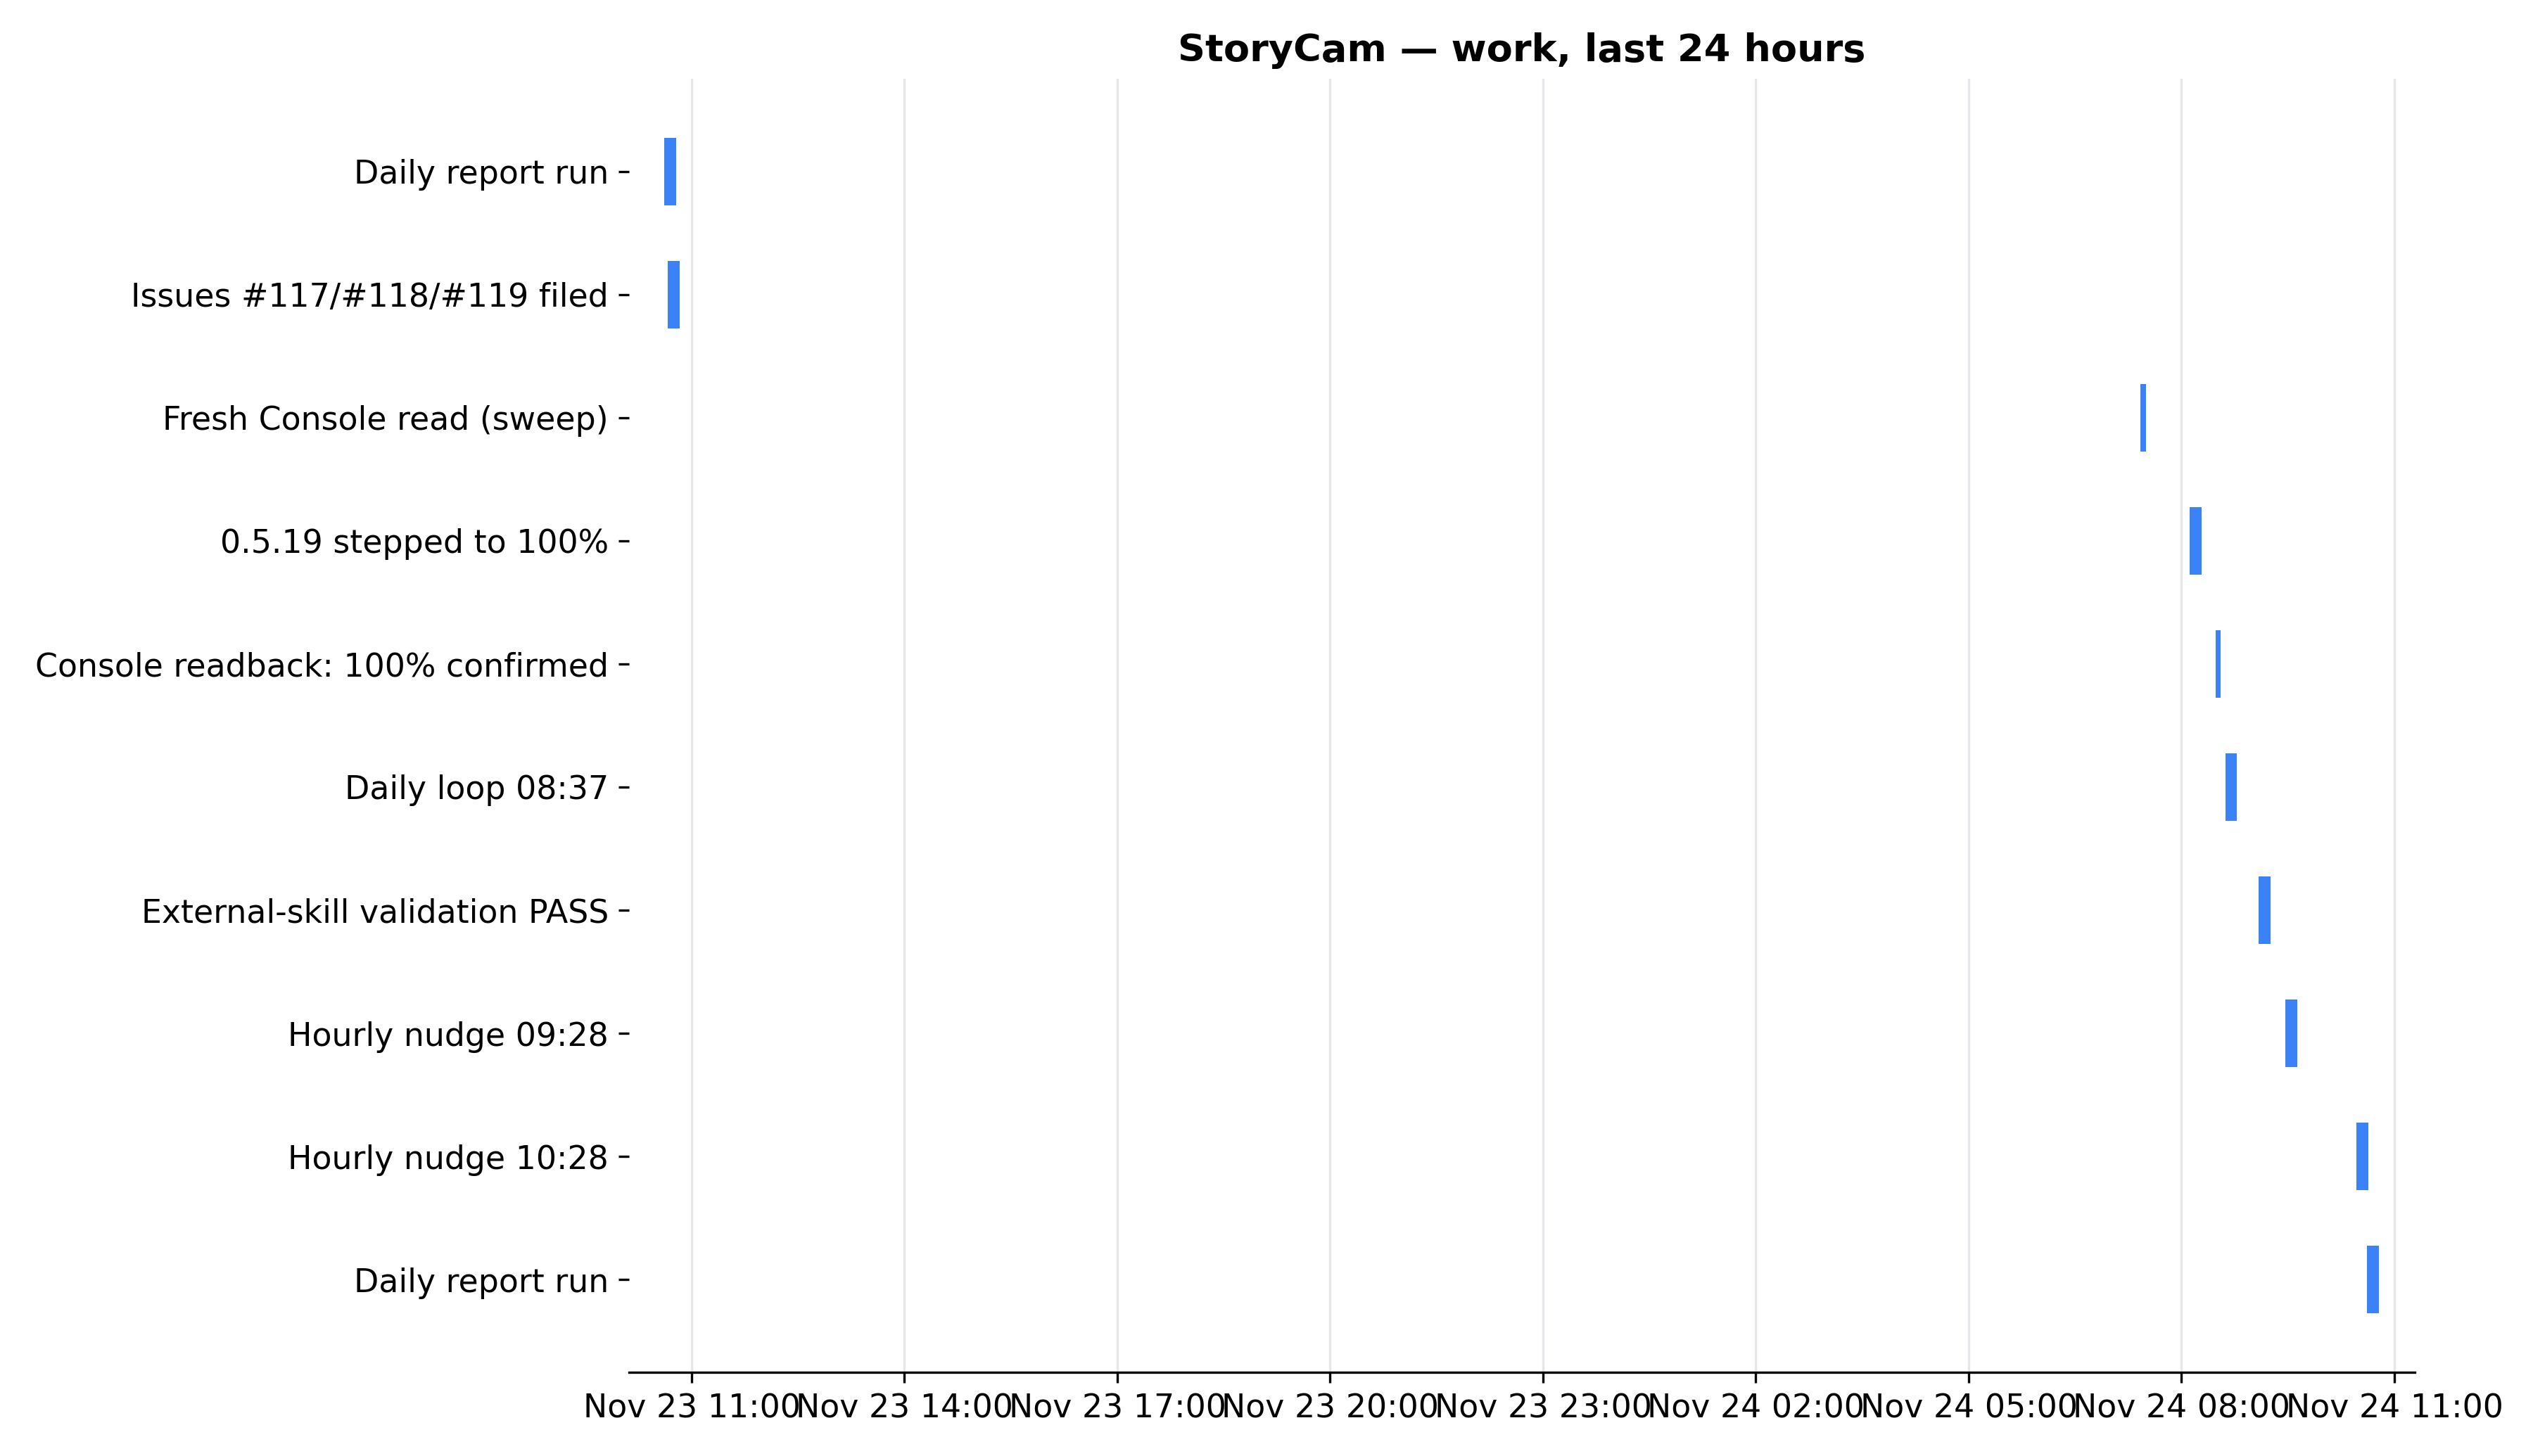 StoryCam — work, last 24 hours
Daily report run
Issues #117/#118/#119 filed
Fresh Console read (sweep)
0.5.19 stepped to 100%
Console readback: 100% confirmed
Daily loop 08:37
External-skill validation PASS
Hourly nudge 09:28
Hourly nudge 10:28
Daily report run
Nov 23 11:00 Nov 23 14:00 Nov 23 17:00 Nov 23 20:00 Nov 23 23:00 Nov 24 02:00 Nov 24 05:00 Nov 24 08:00 Nov 24 11:00